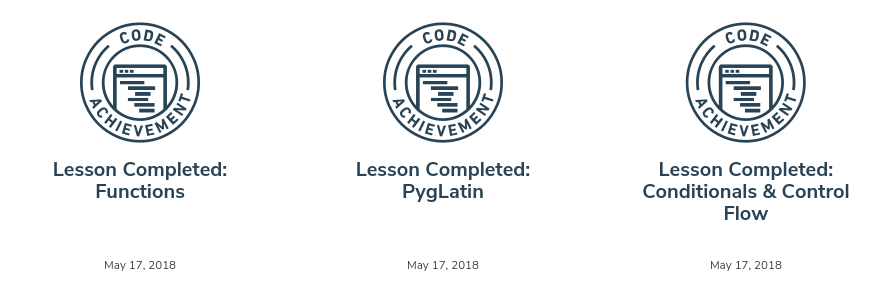 CODE
ACHIEVEMENT
Lesson Completed:
Functions
May 17, 2018
CODE
ACHIEVEMENT
Lesson Completed:
PygLatin
May 17, 2018
CODE
ACHIEVEMENT
Lesson Completed:
Conditionals & Control
Flow
May 17, 2018